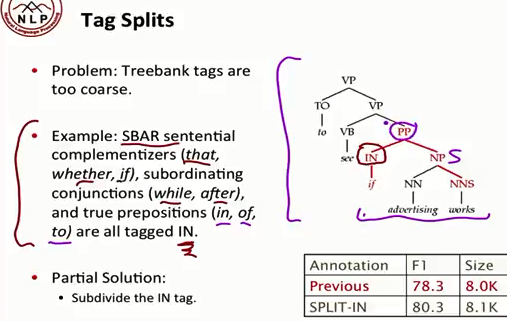 NLP
Natural Language Processing
Tag Splits
• Problem: Treebank tags are
too coarse.
• Example: SBAR sentential
complementizers (that,
whether, if), subordinating
conjunctions (while, after),
and true prepositions (in, of,
to) are all tagged IN.
• Partial Solution:
• Subdivide the IN tag.
VP
TO VP
to VB PP
see IN NP S
if NN NNS
advertising works
Annotation F1 Size
Previous 78.3 8.0K
SPLIT-IN 80.3 8.1K